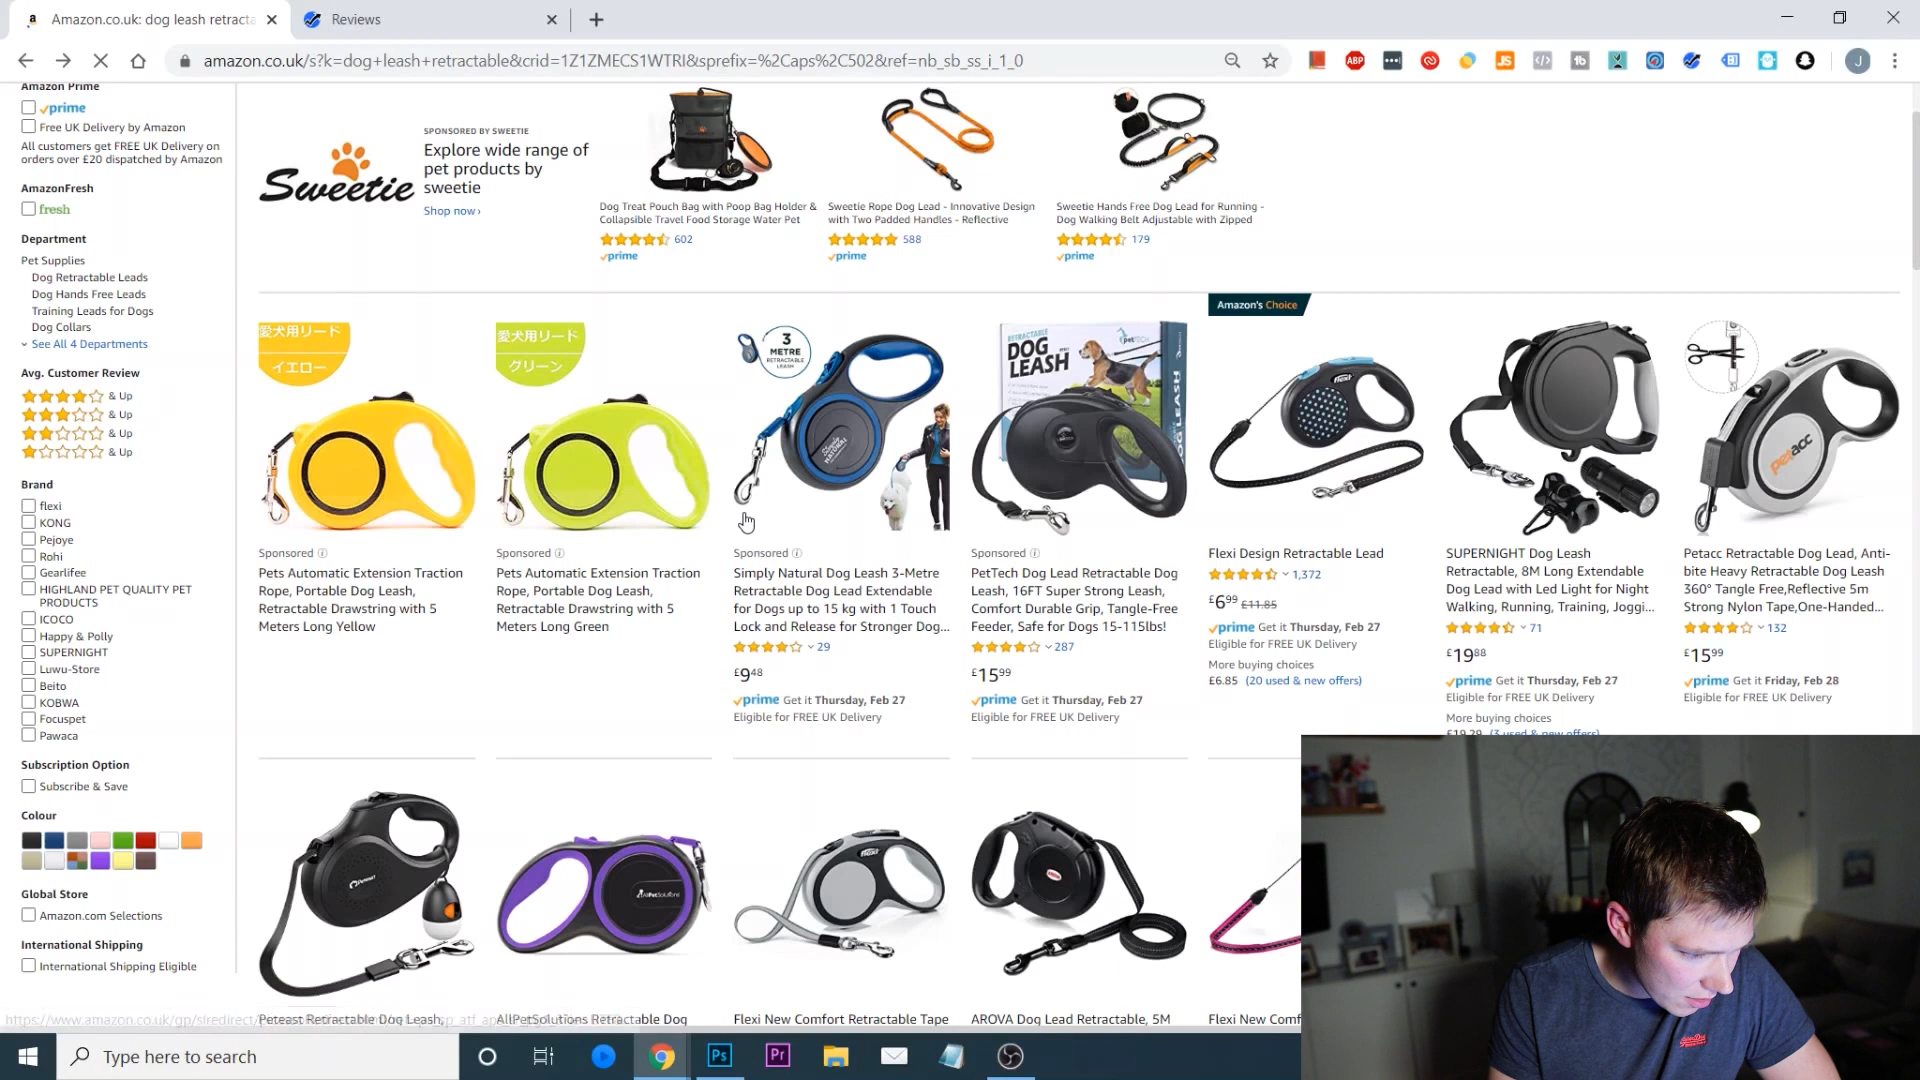 Amazon.co.uk: dog leash retracta
Reviews
amazon.co.uk/s?k=dog+leash+retractable&crid=1Z1ZMECS1WTRI&sprefix=%2Caps%2C502&ref=nb_sb_ss_i_1_0
Amazon Prime
prime
Free UK Delivery by Amazon
All customers get FREE UK Delivery on
orders over £20 dispatched by Amazon
AmazonFresh
fresh
Department
Pet Supplies
Dog Retractable Leads
Dog Hands Free Leads
Training Leads for Dogs
Dog Collars
See All 4 Departments
Avg. Customer Review
& Up
& Up
& Up
& Up
Brand
flexi
KONG
Pejoye
Rohi
Gearlifee
HIGHLAND PET QUALITY PET
PRODUCTS
ICOCO
Happy & Polly
SUPERNIGHT
Luwu-Store
Beito
KOBWA
Focuspet
Pawaca
Subscription Option
Subscribe & Save
Colour
Global Store
Amazon.com Selections
International Shipping
International Shipping Eligible
Sweetie
SPONSORED BY SWEETIE
Explore wide range of
pet products by
sweetie
Shop now›
Dog Treat Pouch Bag with Poop Bag Holder &
Collapsible Travel Food Storage Water Pet
602
prime
Sweetie Rope Dog Lead - Innovative Design
with Two Padded Handles - Reflective
588
prime
Sweetie Hands Free Dog Lead for Running -
Dog Walking Belt Adjustable with Zipped
179
prime
愛犬用リード
イエロー
Sponsored
Pets Automatic Extension Traction
Rope, Portable Dog Leash,
Retractable Drawstring with 5
Meters Long Yellow
愛犬用リード
グリーン
Sponsored
Pets Automatic Extension Traction
Rope, Portable Dog Leash,
Retractable Drawstring with 5
Meters Long Green
3
METRE
RETRACTABLE
LEASH
Sponsored
Simply Natural Dog Leash 3-Metre
Retractable Dog Lead Extendable
for Dogs up to 15 kg with 1 Touch
Lock and Release for Stronger Dog...
29
£9 48
prime Get it Thursday, Feb 27
Eligible for FREE UK Delivery
RETRACTABLE
DOG
LEASH
petTECH
DOG LEASH
Sponsored
PetTech Dog Lead Retractable Dog
Leash, 16FT Super Strong Leash,
Comfort Durable Grip, Tangle-Free
Feeder, Safe for Dogs 15-115lbs!
287
£15 99
prime Get it Thursday, Feb 27
Eligible for FREE UK Delivery
Amazon's Choice
flexi
Flexi Design Retractable Lead
1,372
£6 99 £11.85
prime Get it Thursday, Feb 27
Eligible for FREE UK Delivery
More buying choices
£6.85 (20 used & new offers)
SUPERNIGHT Dog Leash
Retractable, 8M Long Extendable
Dog Lead with Led Light for Night
Walking, Running, Training, Joggi...
71
£19 88
prime Get it Thursday, Feb 27
Eligible for FREE UK Delivery
More buying choices
£19.29 (3 used & new offers)
petacc
Petacc Retractable Dog Lead, Anti-
bite Heavy Retractable Dog Leash
360° Tangle Free,Reflective 5m
Strong Nylon Tape,One-Handed...
132
£15 99
prime Get it Friday, Feb 28
Eligible for FREE UK Delivery
Peteast Retractable Dog Leash,
AllPetSolutions
AllPetSolutions Retractable Dog
flexi
Flexi New Comfort Retractable Tape
AROVA Dog Lead Retractable, 5M
Flexi New Comf
Type here to search